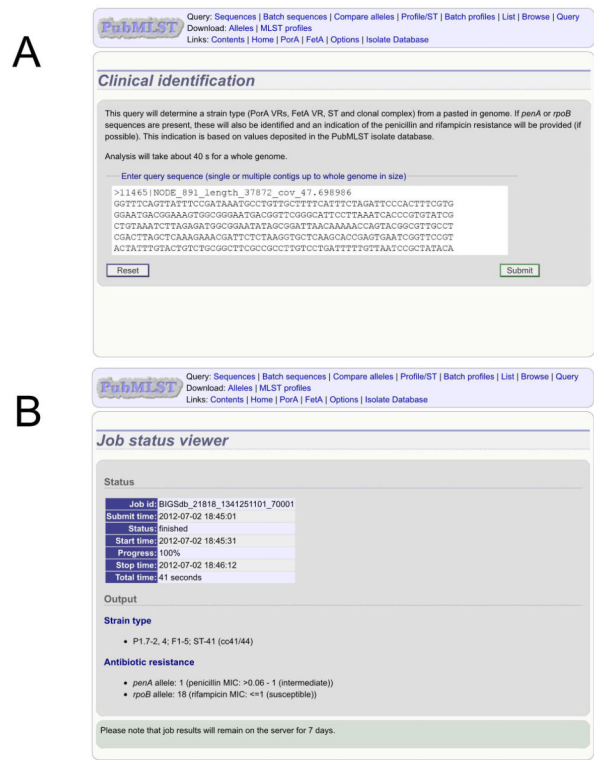 A
PubMLST
Query: Sequences | Batch sequences | Compare alleles | Profile/ST | Batch profiles | List | Browse | Query
Download: Alleles | MLST profiles
Links: Contents | Home | PorA | FetA | Options | Isolate Database
Clinical identification
This query will determine a strain type (PorA VRs, FetA VR, ST and clonal complex) from a pasted in genome. If penA or rpoB
sequences are present, these will also be identified and an indication of the penicillin and rifampicin resistance will be provided (if
possible). This indication is based on values deposited in the PubMLST isolate database.
Analysis will take about 40 s for a whole genome.
Enter query sequence (single or multiple contigs up to whole genome in size)
>11465|NODE_891_length_37872_cov_47.698986
GGTTTCAGTTATTTCCGATAAATGCCTGTTGCTTTTCATTTCTAGATTCCCACTTTCGTG
GGAATGACGGAAAGTGGCGGGAATGACGGTTCGGGCATTCCTTAAATCACCCGTGTATCG
CTGTAAATCTTAGAGATGGCGGAATATAGCGGATTAACAAAAACCAGTACGGCGTTGCCT
CGACTTAGCTCAAAGAAACGATTCTCTAAGGTGCTCAAGCACCGAGTGAATCGGTTCCGT
ACTATTTGTACTGTCTGCGGCTTCGCCGCCTTGTCCTGATTTTTGTTAATCCGCTATACA
Reset
Submit
B
PubMLST
Query: Sequences | Batch sequences | Compare alleles | Profile/ST | Batch profiles | List | Browse | Query
Download: Alleles | MLST profiles
Links: Contents | Home | PorA | FetA | Options | Isolate Database
Job status viewer
Status
Job id: BIGSdb_21818_1341251101_70001
Submit time: 2012-07-02 18:45:01
Status: finished
Start time: 2012-07-02 18:45:31
Progress: 100%
Stop time: 2012-07-02 18:46:12
Total time: 41 seconds
Output
Strain type
• P1.7-2, 4; F1-5; ST-41 (cc41/44)
Antibiotic resistance
• penA allele: 1 (penicillin MIC: >0.06 - 1 (intermediate))
• rpoB allele: 18 (rifampicin MIC: <=1 (susceptible))
Please note that job results will remain on the server for 7 days.